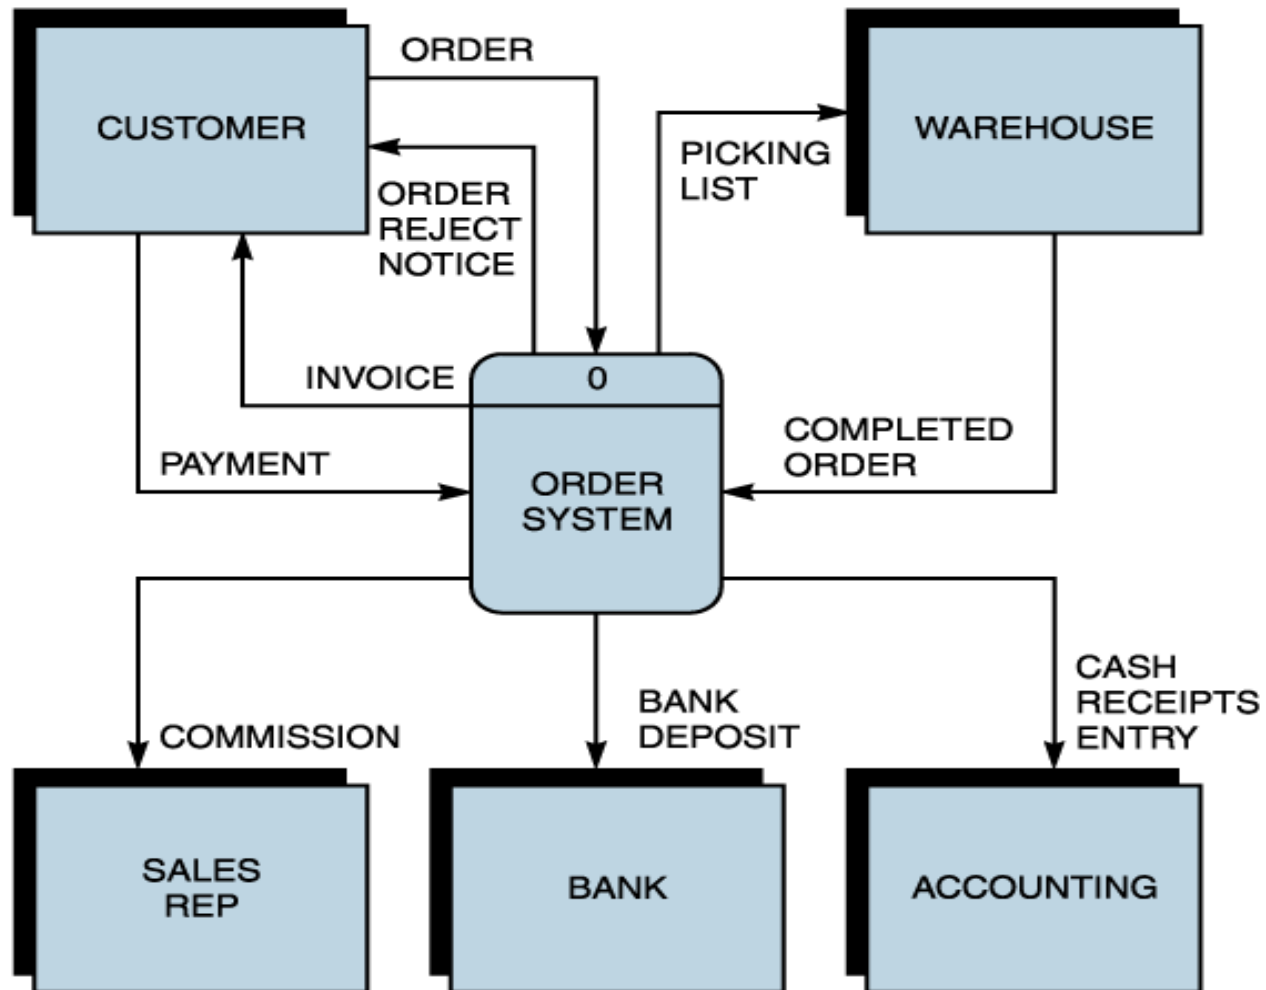 ORDER
CUSTOMER
WAREHOUSE
PICKING
LIST
ORDER
REJECT
NOTICE
INVOICE
0
PAYMENT
COMPLETED
ORDER
ORDER
SYSTEM
COMMISSION
BANK
DEPOSIT
CASH
RECEIPTS
ENTRY
SALES
REP
BANK
ACCOUNTING